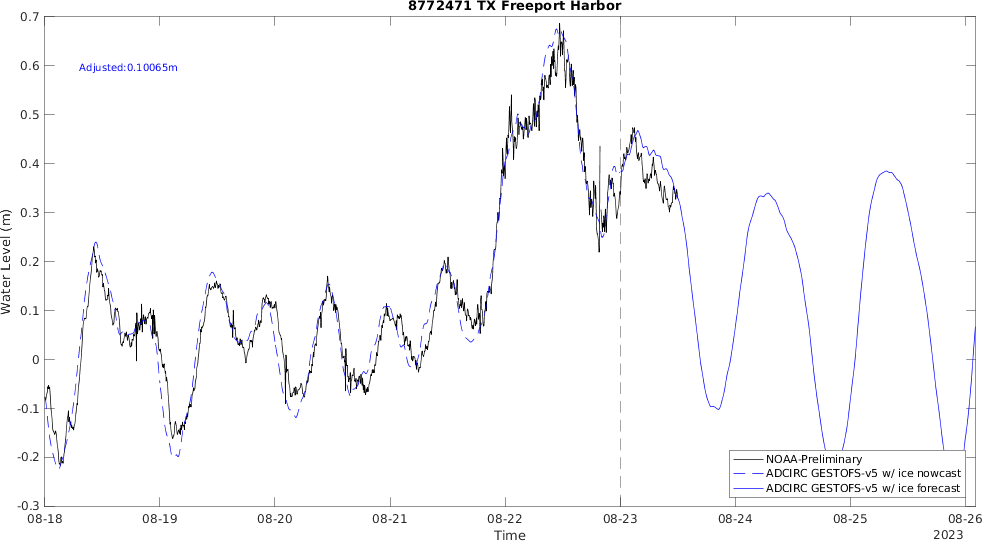 8772471 TX Freeport Harbor
0.7
0.6
0.5
0.4
0.3
0.2
0.1
0
-0.1
-0.2
-0.3
Water Level (m)
Adjusted:0.10065m
NOAA-Preliminary
ADCIRC GESTOFS-v5 w/ ice nowcast
ADCIRC GESTOFS-v5 w/ ice forecast
08-18 08-19 08-20 08-21 08-22 08-23 08-24 08-25 08-26
Time
2023